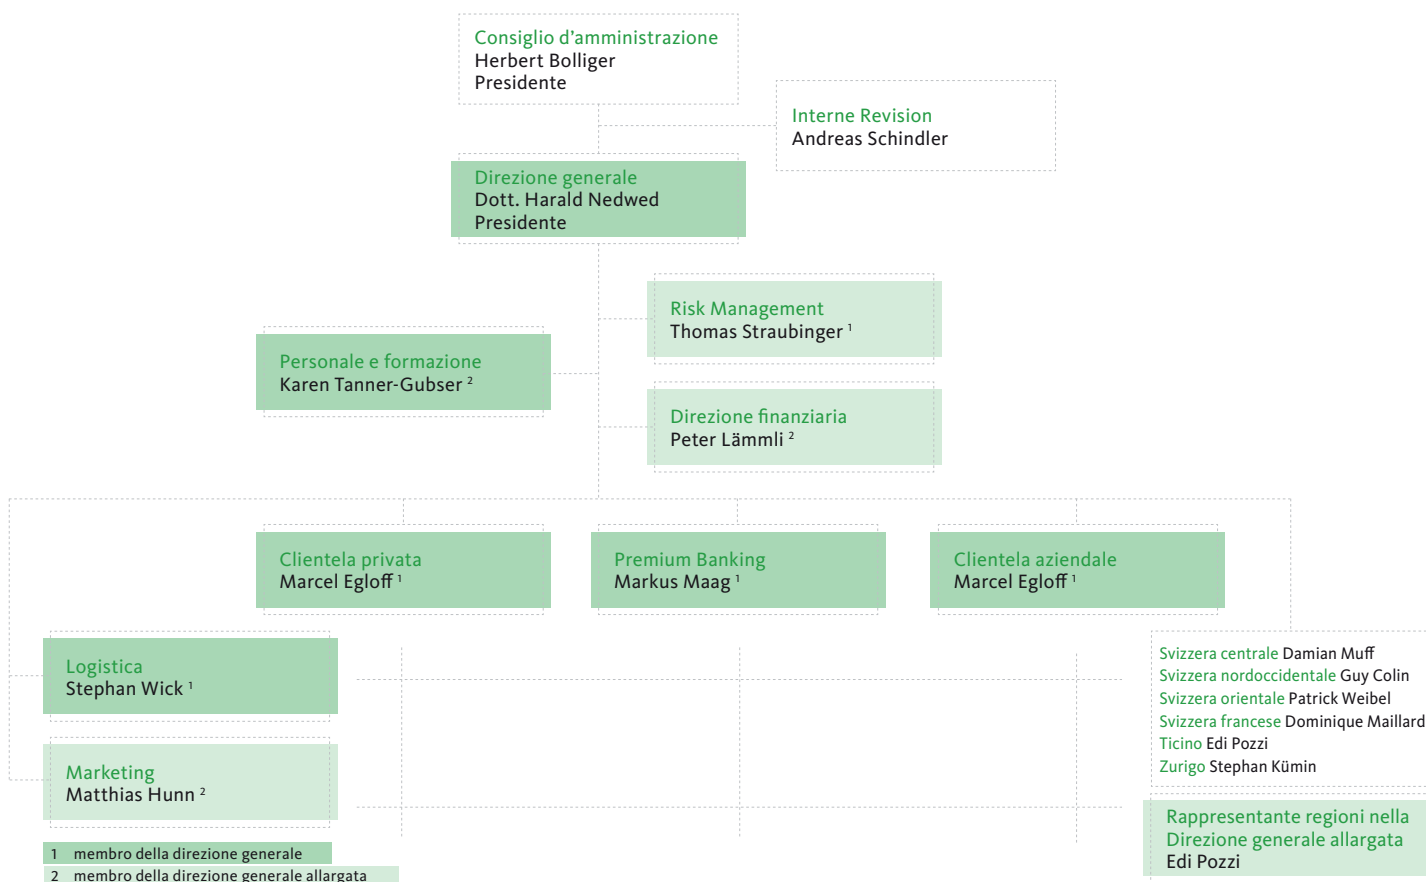 Consiglio d’amministrazione
Herbert Bolliger
Presidente
Interne Revision
Andreas Schindler
Direzione generale
Dott. Harald Nedwed
Presidente
Risk Management
Thomas Straubinger 1
Personale e formazione
Karen Tanner-Gubser 2
Direzione finanziaria
Peter Lämmli 2
Clientela privata
Marcel Egloff 1
Premium Banking
Markus Maag 1
Clientela aziendale
Marcel Egloff 1
Logistica
Stephan Wick 1
Marketing
Matthias Hunn 2
Svizzera centrale Damian Muff
Svizzera nordoccidentale Guy Colin
Svizzera orientale Patrick Weibel
Svizzera francese Dominique Maillard
Ticino Edi Pozzi
Zurigo Stephan Kümin
Rappresentante regioni nella
Direzione generale allargata
Edi Pozzi
1 membro della direzione generale
2 membro della direzione generale allargata